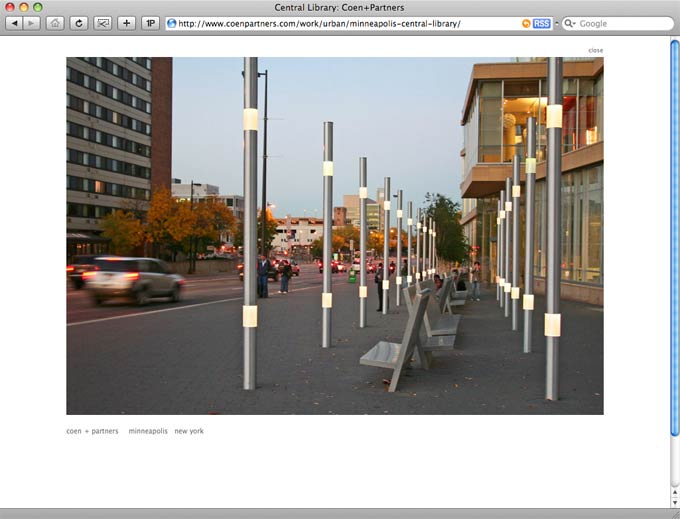 Central Library: Coen+Partners
1P
http://www.coenpartners.com/work/urban/minneapolis-central-library/
RSS
Google
close
coen + partners minneapolis new york